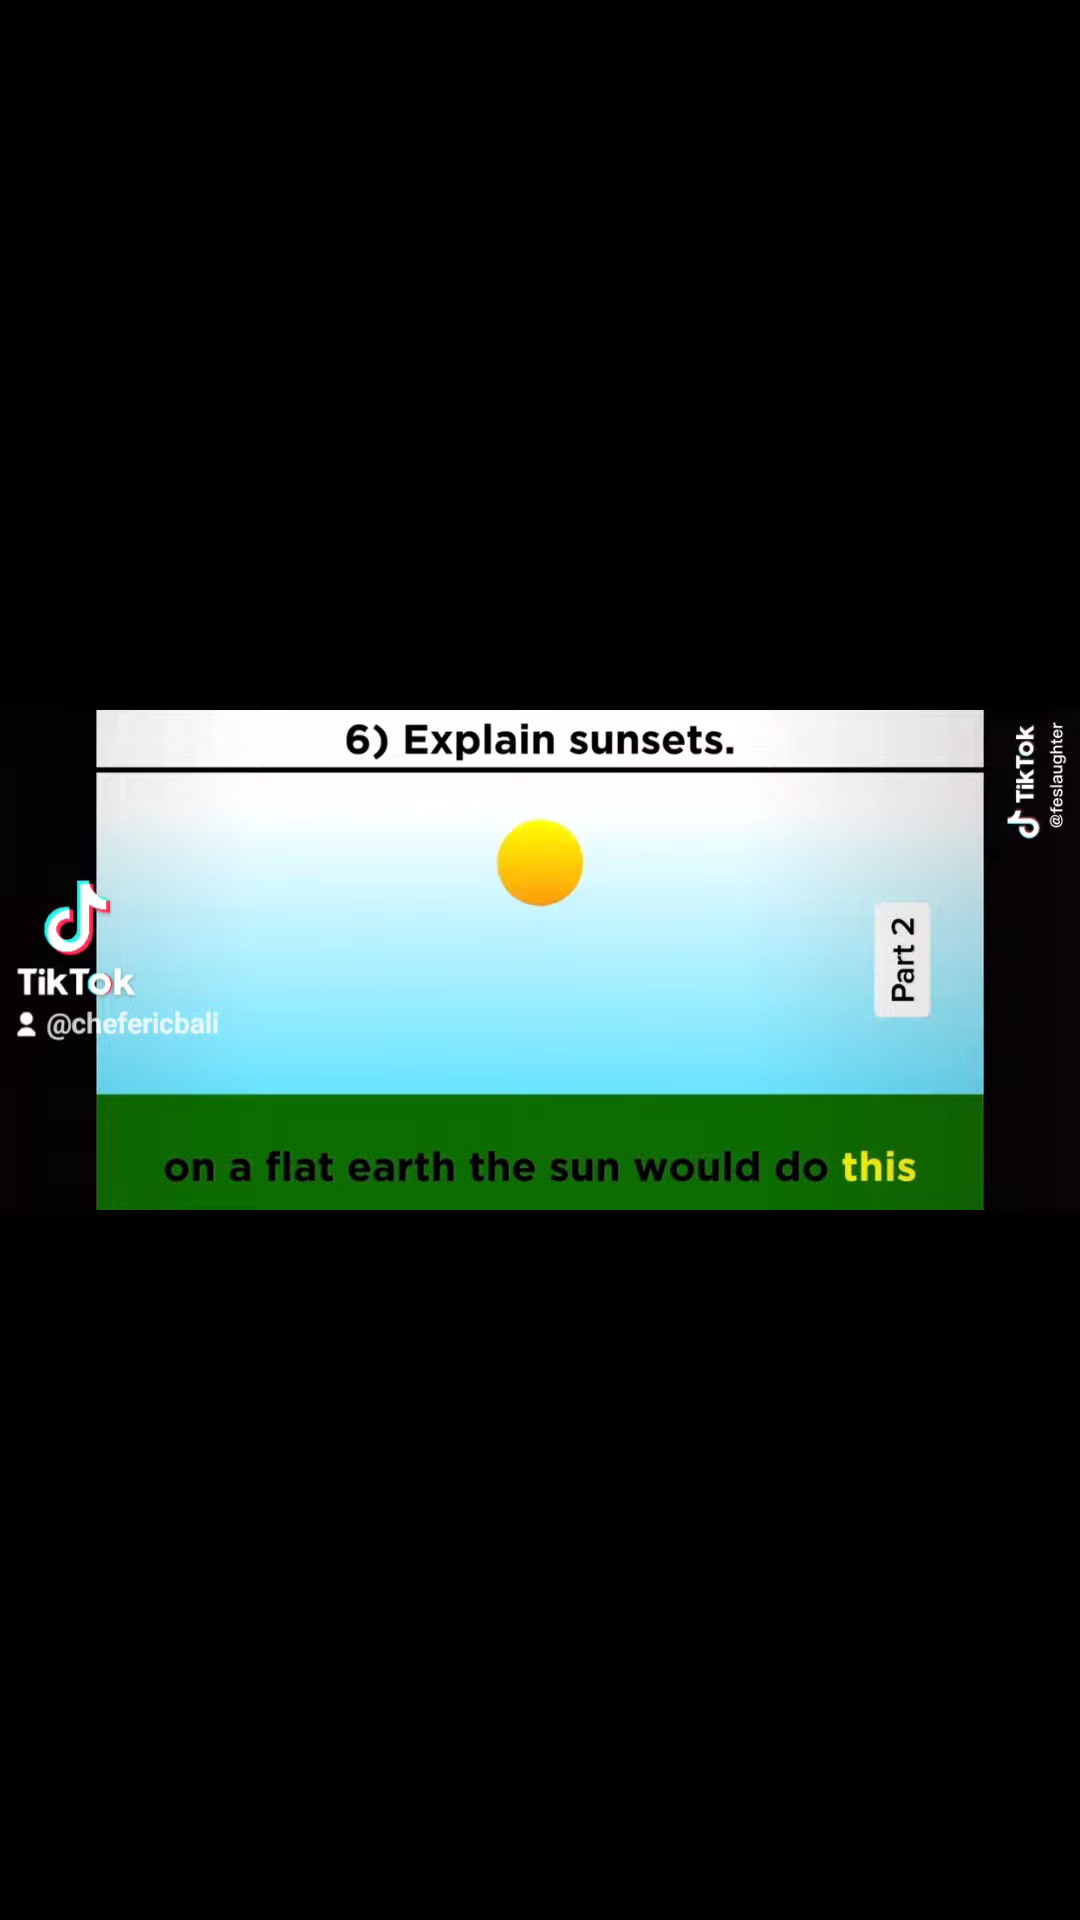 6) Explain sunsets.
TikTok
@feslaughter
Part 2
TikTok
@chefericbali
on a flat earth the sun would do this